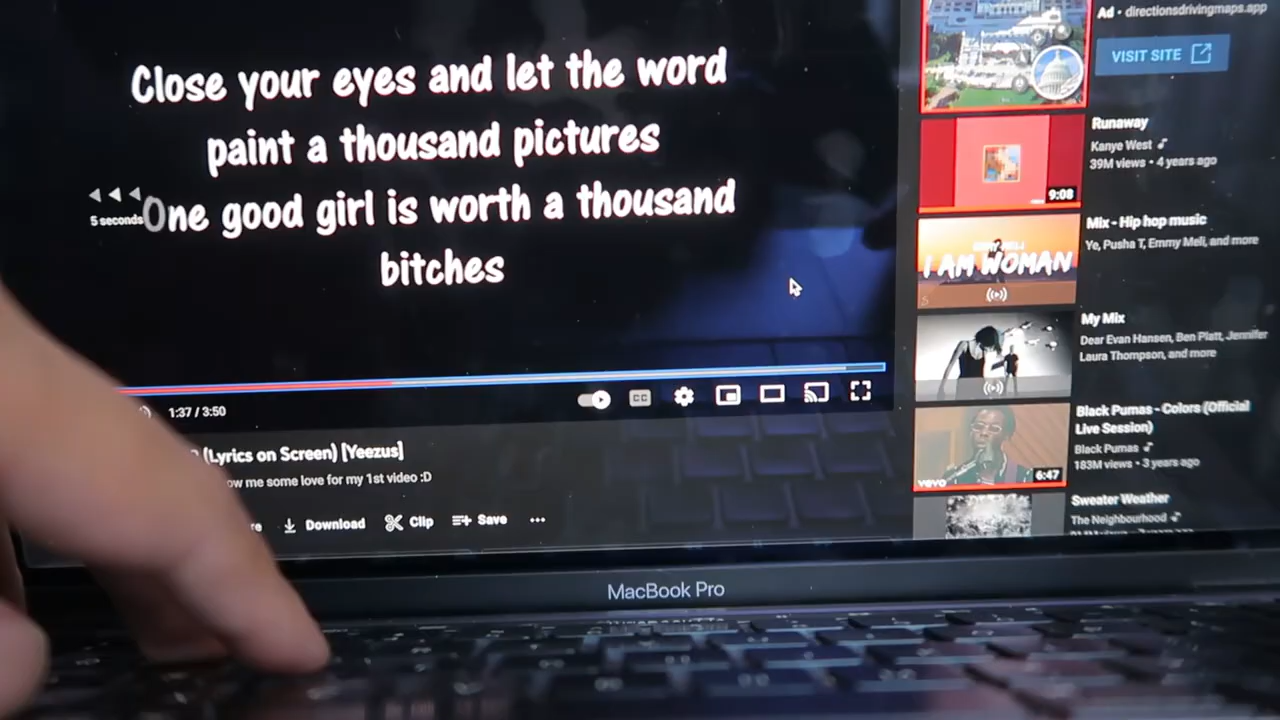 Close your eyes and let the word
paint a thousand pictures
One good girl is worth a thousand
bitches
5 seconds
1:37 / 3:50
CC
(Lyrics on Screen) [Yeezus]
ow me some love for my 1st video :D
Download
Clip
Save
Ad • directionsdrivingmaps.app
VISIT SITE
Runaway
Kanye West
39M views • 4 years ago
9:08
Mix - Hip hop music
Ye, Pusha T, Emmy Meli, and more
EMMY MELI
I AM WOMAN
My Mix
Dear Evan Hansen, Ben Platt, Jennifer
Laura Thompson, and more
Black Pumas - Colors (Official
Live Session)
Black Pumas
183M views • 3 years ago
vevo
6:47
Sweater Weather
The Neighbourhood
MacBook Pro